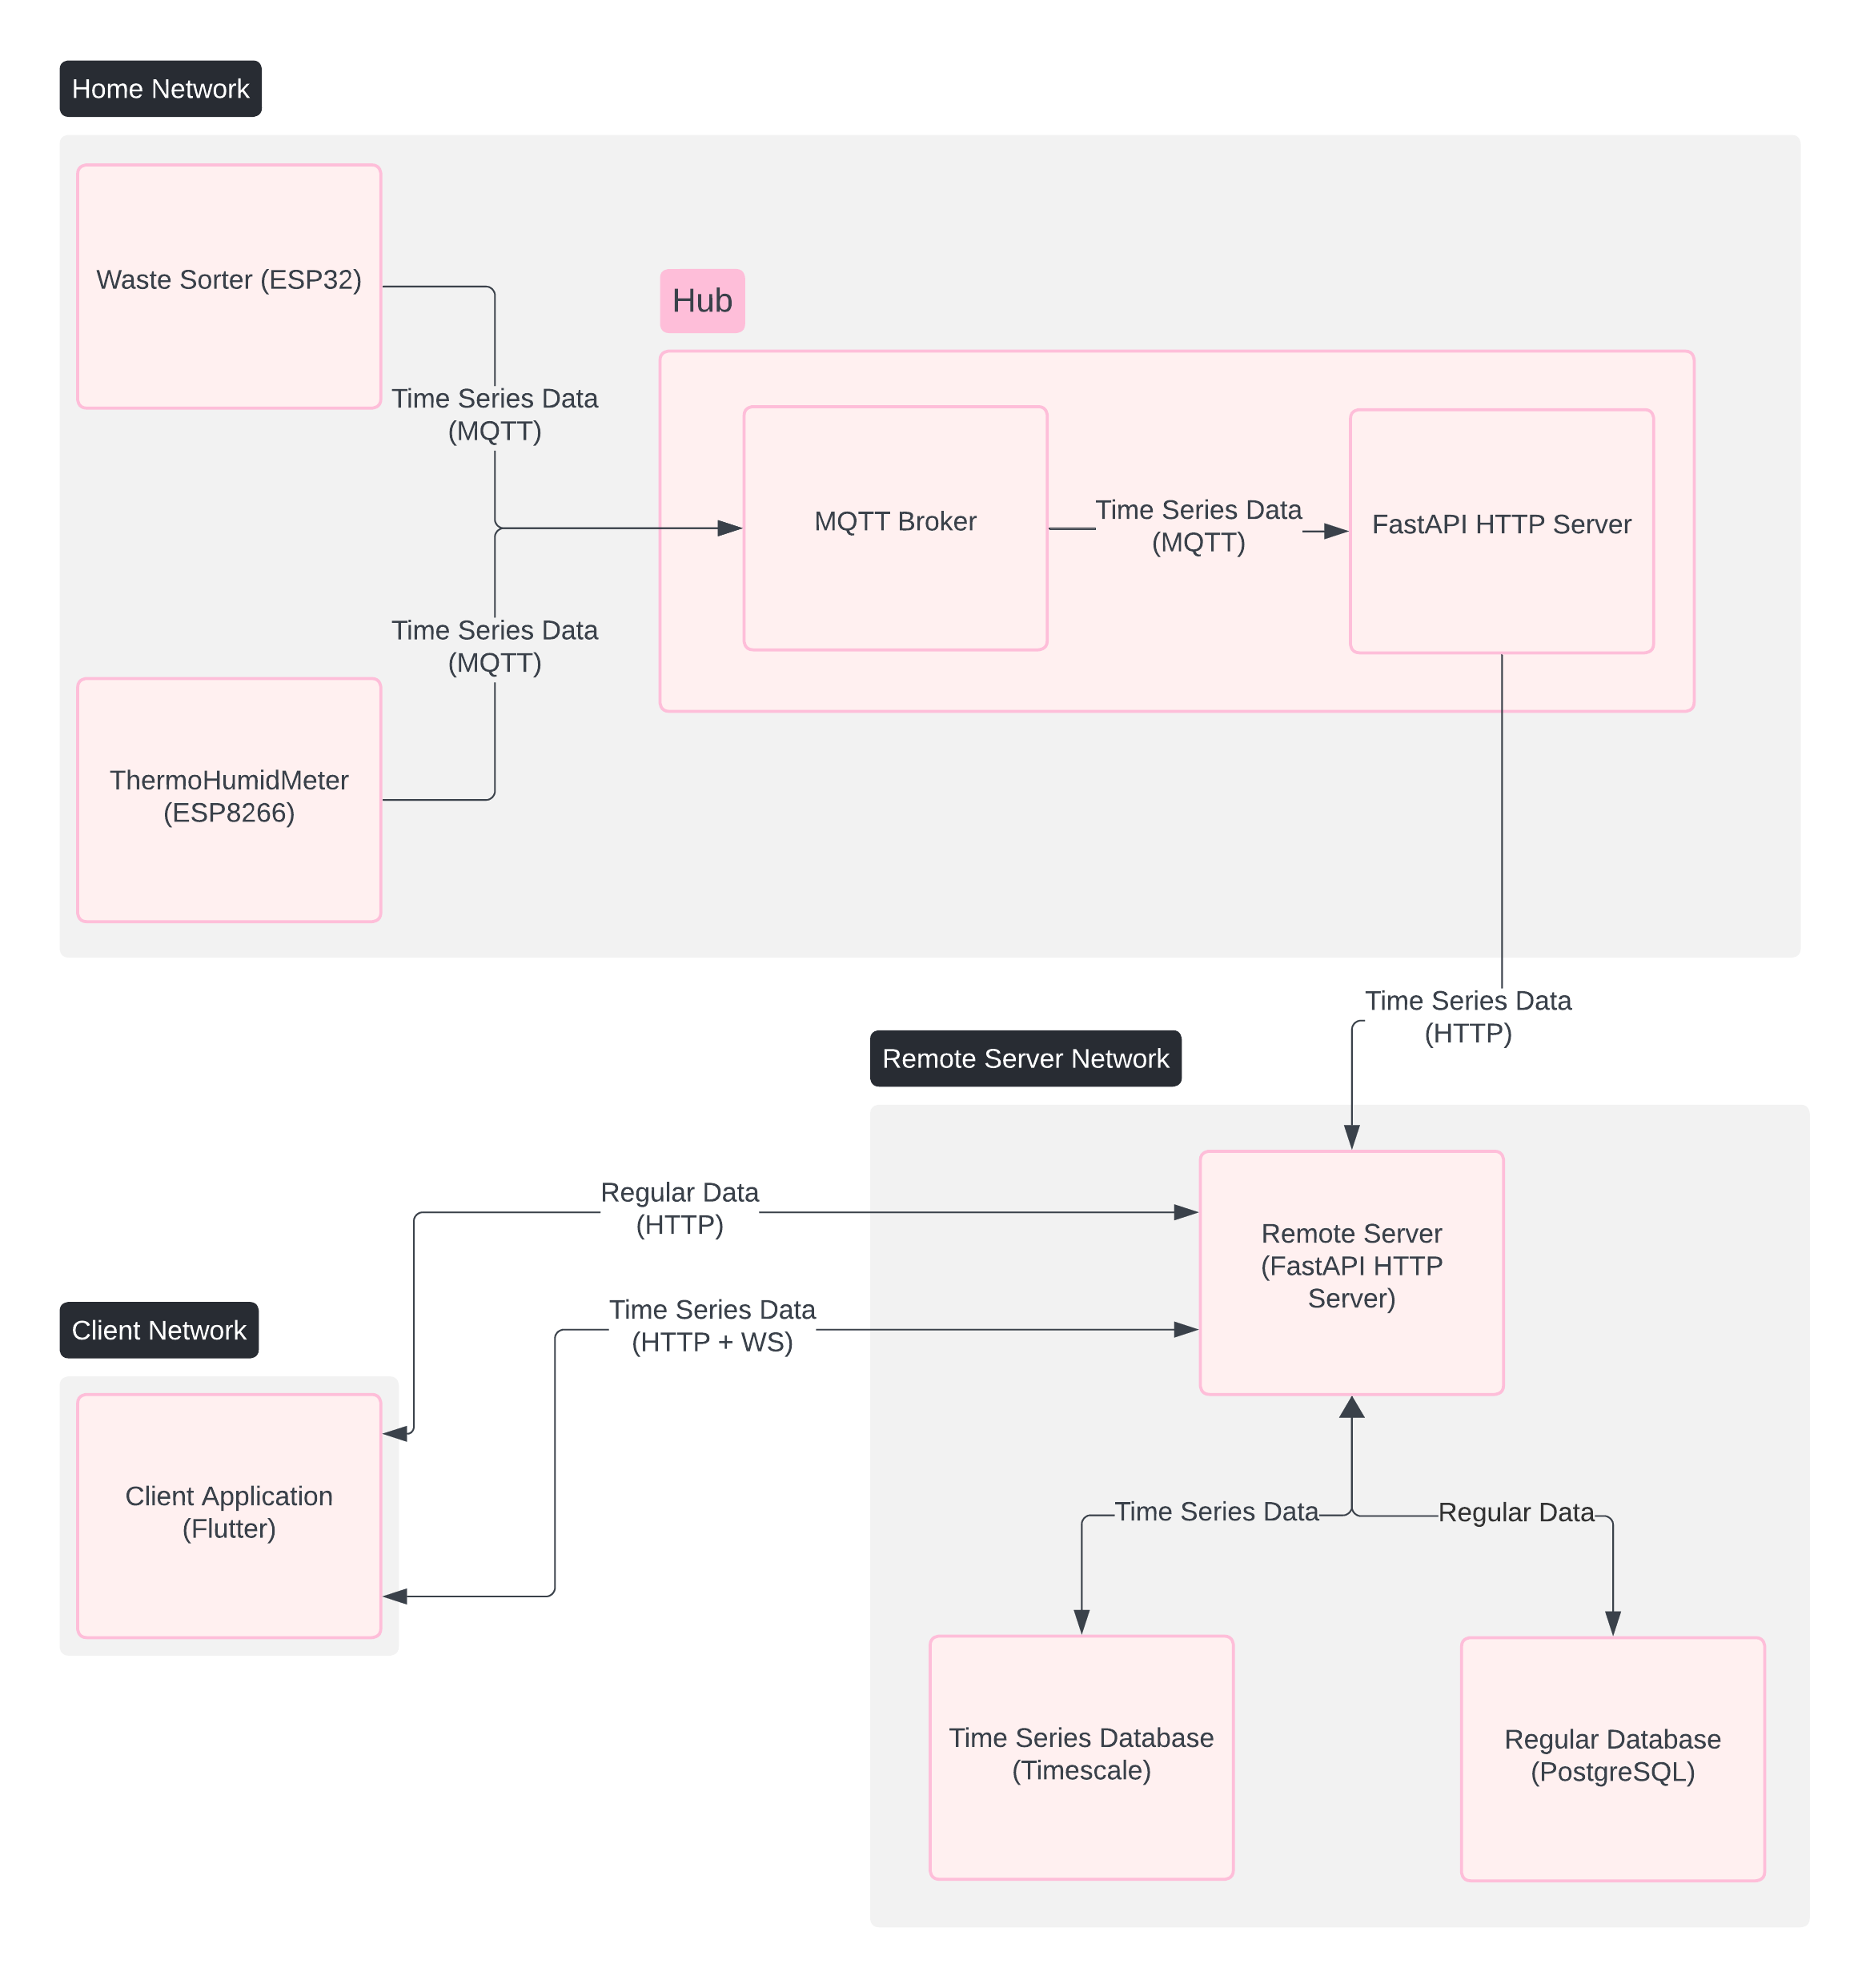 Home Network
Waste Sorter (ESP32)
Hub
Time Series Data
(MQTT)
MQTT Broker
Time Series Data
(MQTT)
FastAPI HTTP Server
Time Series Data
(MQTT)
ThermoHumidMeter
(ESP8266)
Time Series Data
(HTTP)
Remote Server Network
Regular Data
(HTTP)
Remote Server
(FastAPI HTTP
Server)
Time Series Data
(HTTP + WS)
Client Network
Client Application
(Flutter)
Time Series Data
Regular Data
Time Series Database
(Timescale)
Regular Database
(PostgreSQL)